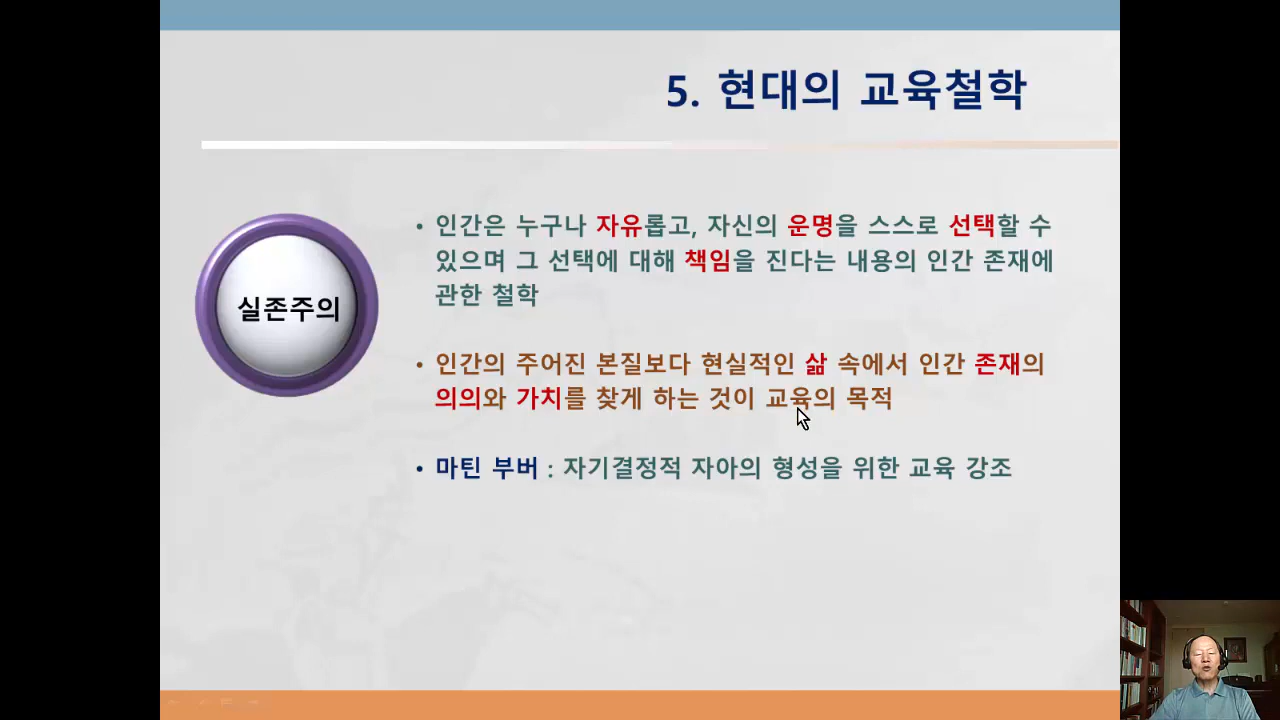 5. 현대의 교육철학
실존주의
• 인간은 누구나 자유롭고, 자신의 운명을 스스로 선택할 수
있으며 그 선택에 대해 책임을 진다는 내용의 인간 존재에
관한 철학
• 인간의 주어진 본질보다 현실적인 삶 속에서 인간 존재의
의의와 가치를 찾게 하는 것이 교육의 목적
• 마틴 부버 : 자기결정적 자아의 형성을 위한 교육 강조